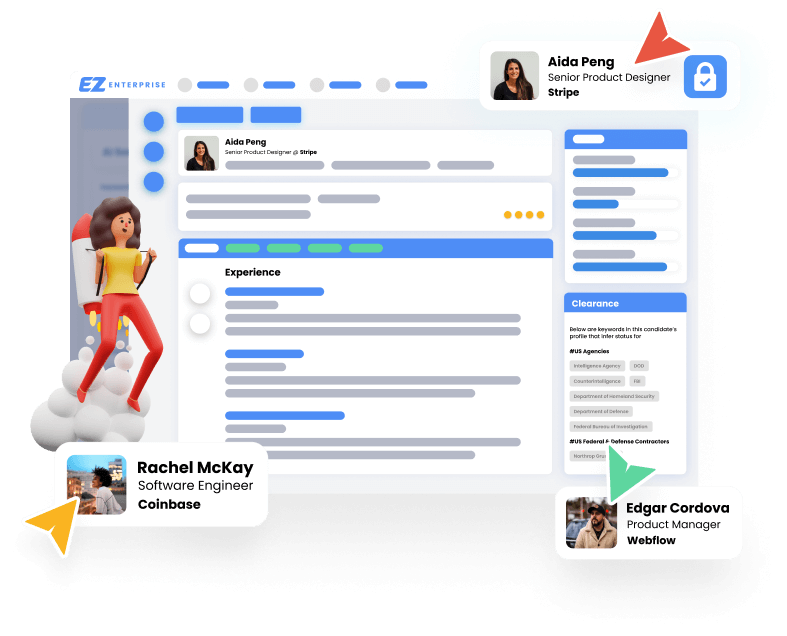 EZ ENTERPRISE
Aida Peng
Senior Product Designer
Stripe
Aida Peng
Senior Product Designer @ Stripe
Experience
Clearance
Below are keywords in this candidate's
profile that infer status for
#US Agencies
Intelligence Agency DOD
Counterintelligence FBI
Department of Homeland Security
Department of Defense
Federal Bureau of Investigation
#US Federal & Defense Contractors
Northrop
Rachel McKay
Software Engineer
Coinbase
Edgar Cordova
Product Manager
Webflow